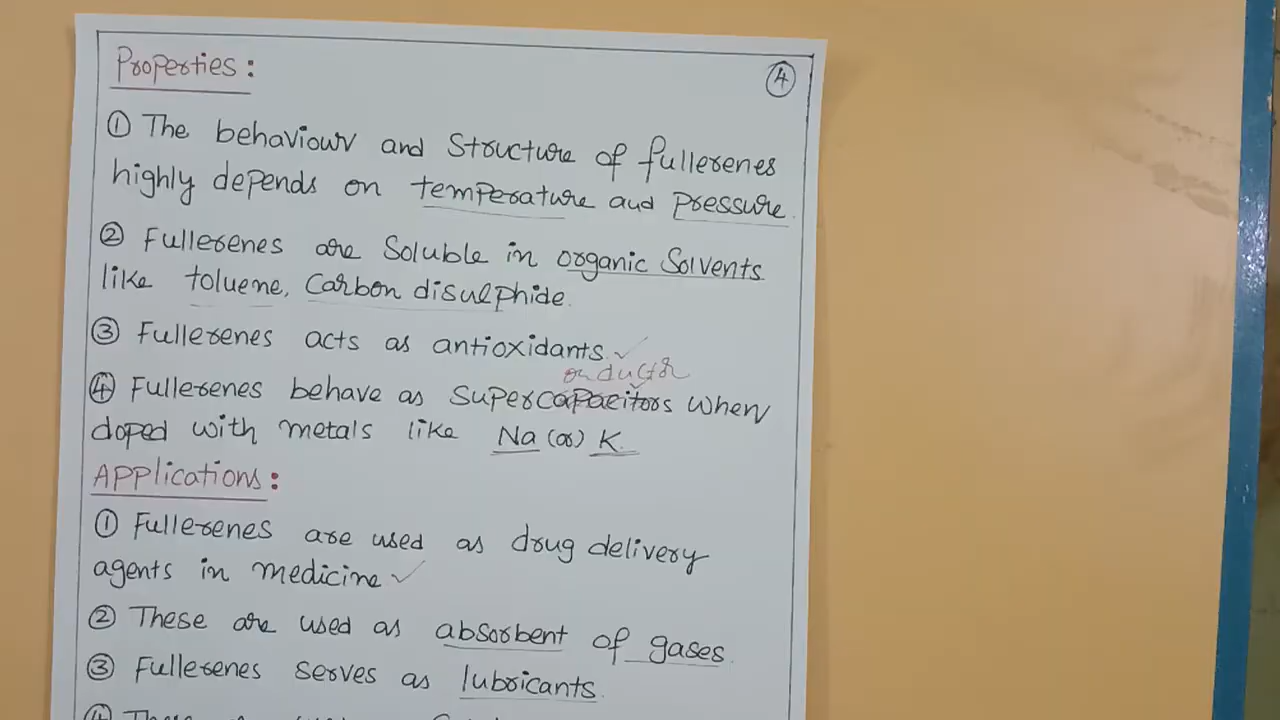 Properties:
4
① The behaviour and Structure of fullerenes
highly depends on temperature and pressure.
② Fullerenes are Soluble in organic Solvents
like toluene, Carbon disulphide.
③ Fullerenes acts as antioxidants. ✓
onductor
④ Fullerenes behave as Supercapacitors When
doped with metals like Na (or) K.
Applications:
① Fullerenes are used as drug delivery
agents in medicine ✓
② These are used as absorbent of gases.
③ Fullerenes serves as lubricants.
④